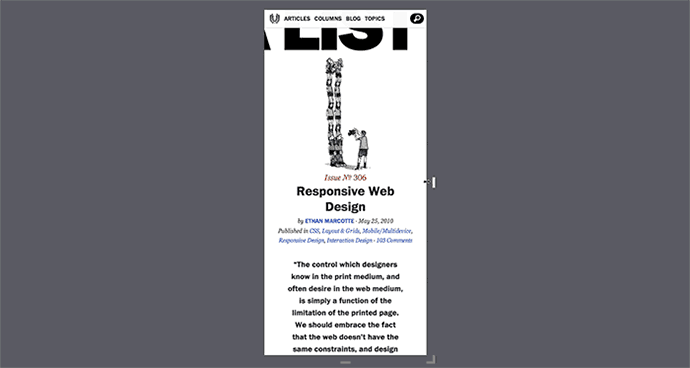 ARTICLES COLUMNS BLOG TOPICS
A LIST
Issue № 306
Responsive Web
Design
by ETHAN MARCOTTE · May 25, 2010
Published in CSS, Layout & Grids, Mobile/Multidevice,
Responsive Design, Interaction Design · 103 Comments
“The control which designers
know in the print medium, and
often desire in the web medium,
is simply a function of the
limitation of the printed page.
We should embrace the fact
that the web doesn’t have the
same constraints, and design